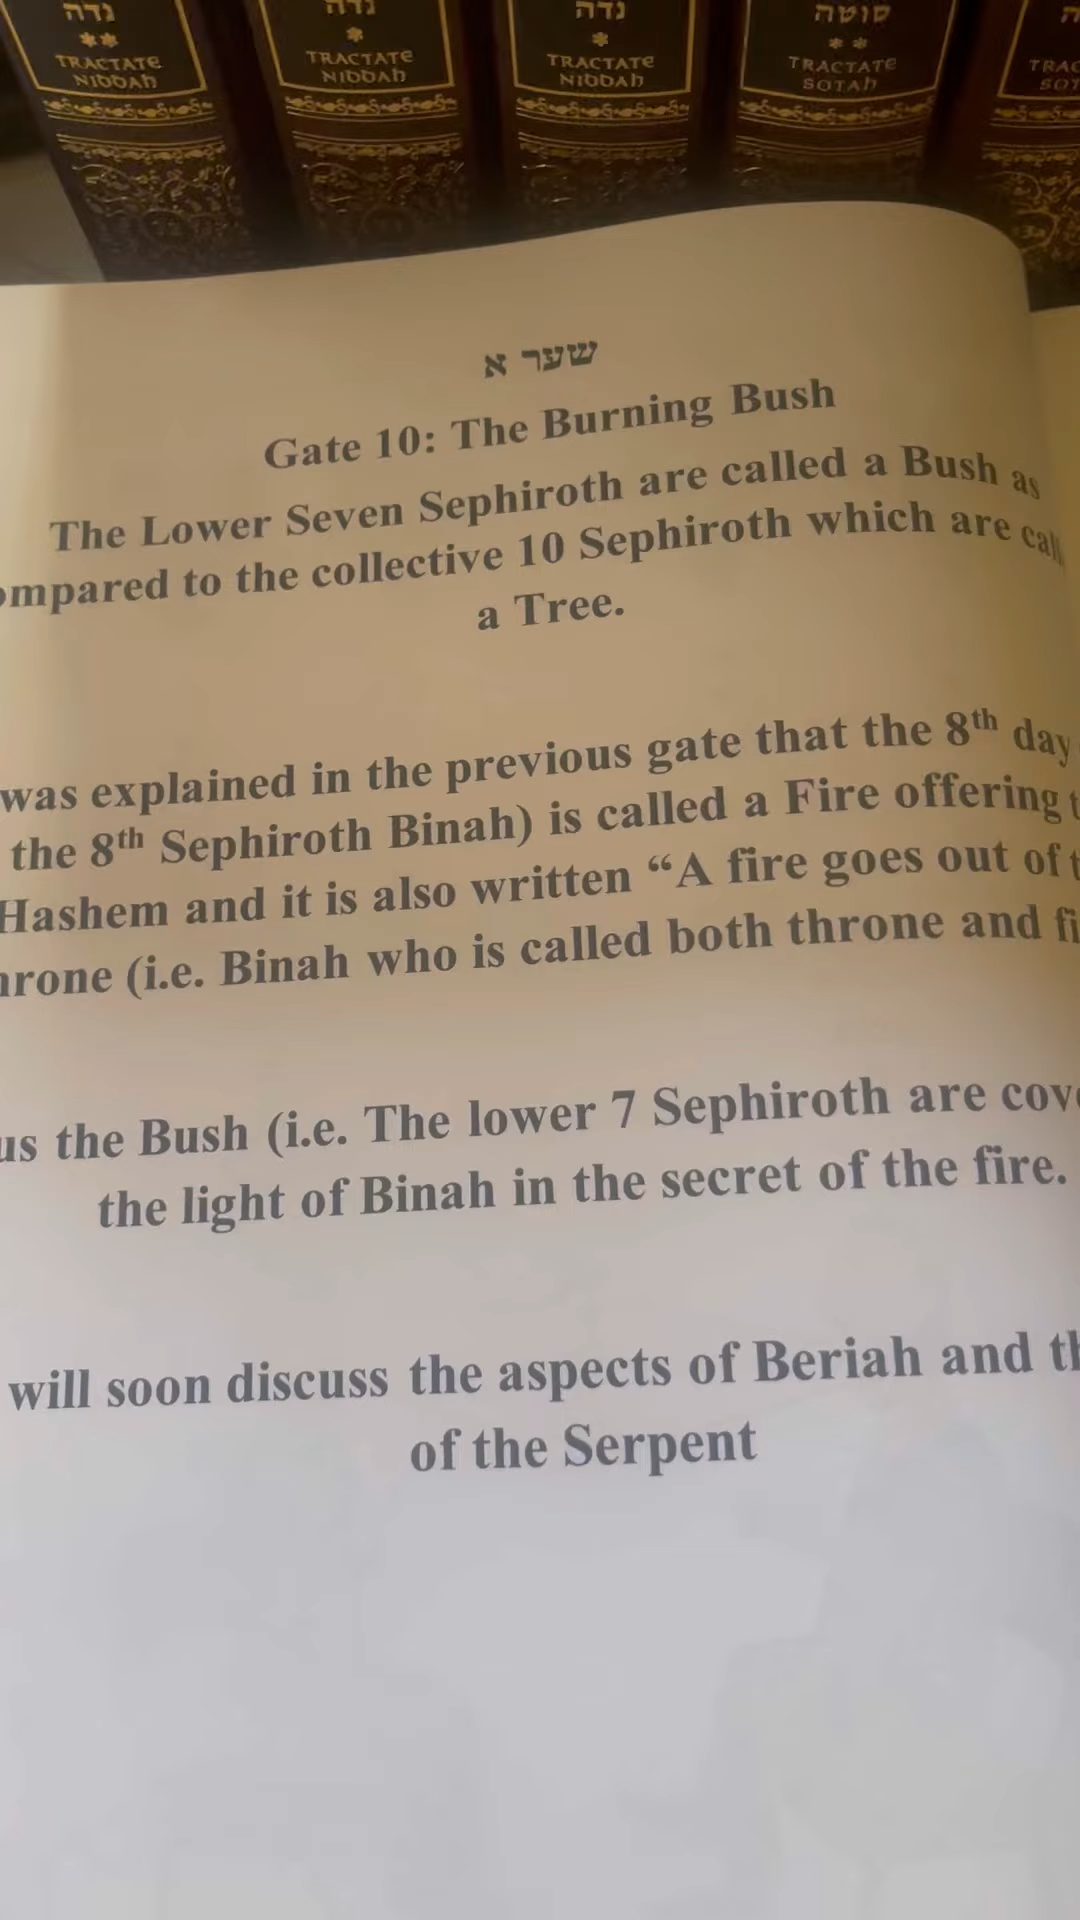 נדה
**
TRACTATE
NIDDAH
נדה
*
TRACTATE
NIDDAH
נדה
*
TRACTATE
NIDDAH
סוטה
**
TRACTATE
SOTAH
שער א
Gate 10: The Burning Bush
The Lower Seven Sephiroth are called a Bush as
compared to the collective 10 Sephiroth which are
a Tree.
was explained in the previous gate that the 8th day
the 8th Sephiroth Binah) is called a Fire offering
Hashem and it is also written “A fire goes out of
(i.e. Binah who is called both throne and
the Bush (i.e. The lower 7 Sephiroth are
the light of Binah in the secret of the fire.
will soon discuss the aspects of Beriah and
of the Serpent